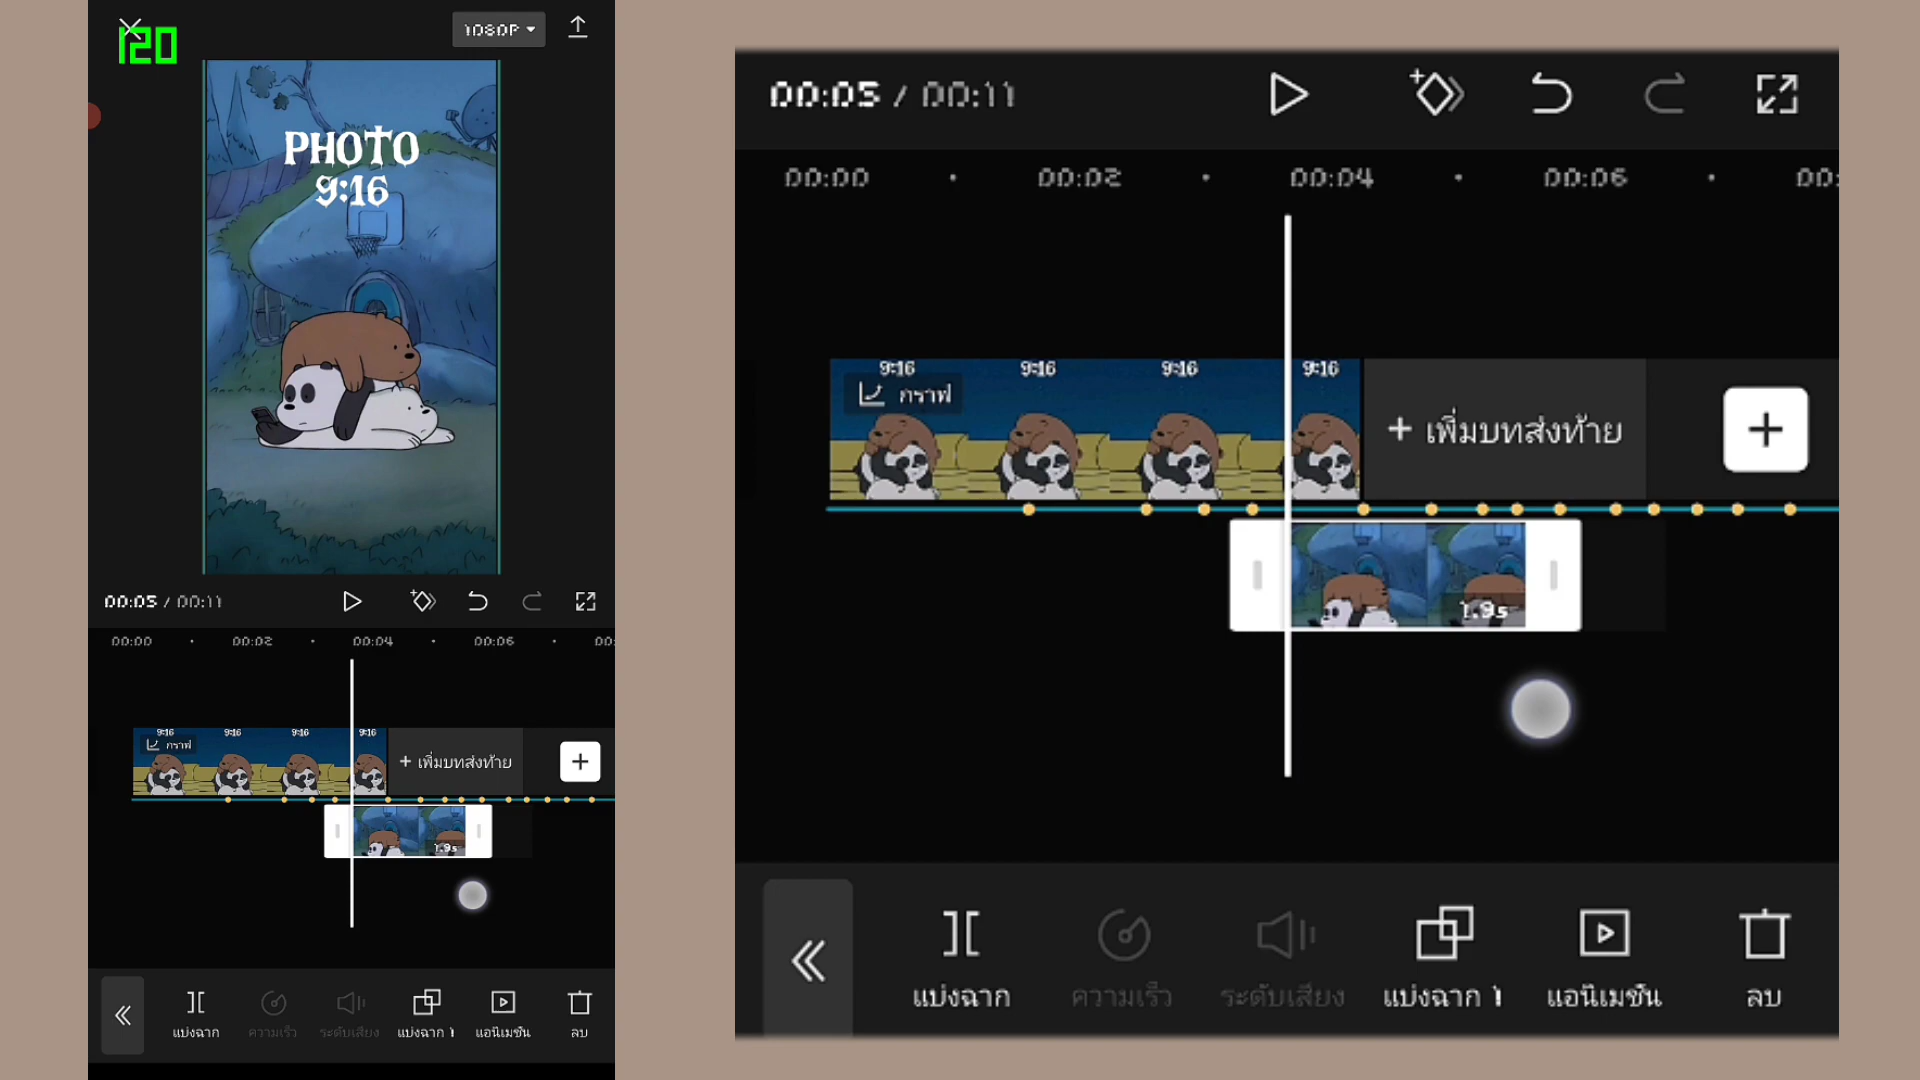 120
1080P
PHOTO
9:16
00:05 / 00:11
00:00 00:02 00:04 00:06 00:
9:16 9:16 9:16 9:16
กราฟ
+ เพิ่มบทส่งท้าย
1.9s
แบ่งฉาก ความเร็ว ระดับเสียง แบ่งฉาก 1 แอนิเมชัน ลบ
00:05 / 00:11
00:00 00:02 00:04 00:06 00:
9:16 9:16 9:16 9:16
กราฟ
+ เพิ่มบทส่งท้าย
1.9s
แบ่งฉาก ความเร็ว ระดับเสียง แบ่งฉาก 1 แอนิเมชัน ลบ